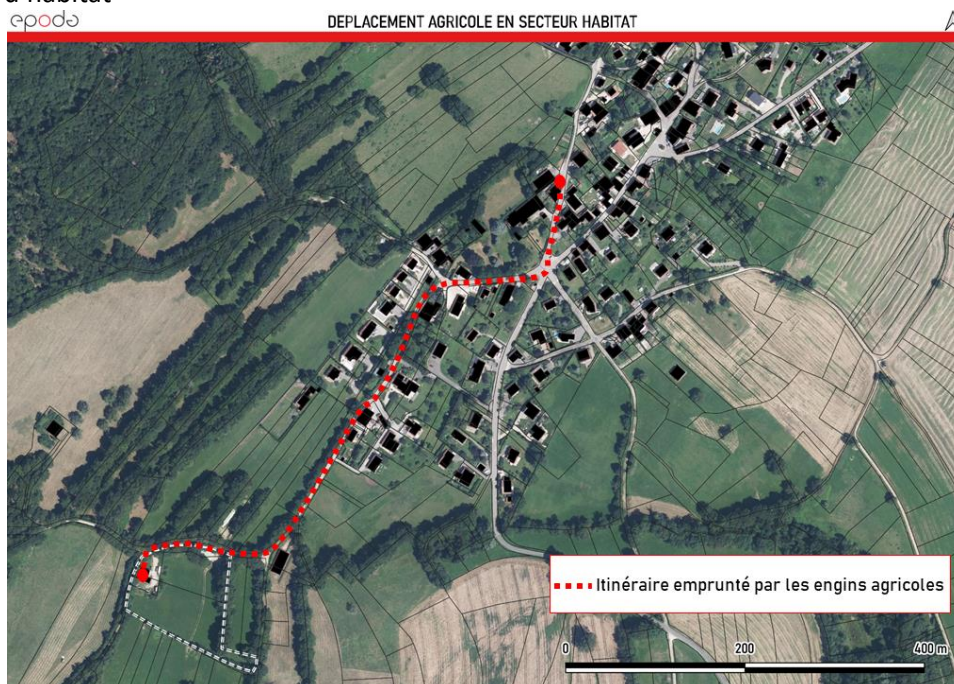 d'habitat
epode
DEPLACEMENT AGRICOLE EN SECTEUR HABITAT
Itinéraire emprunté par les engins agricoles
0 200 400 m